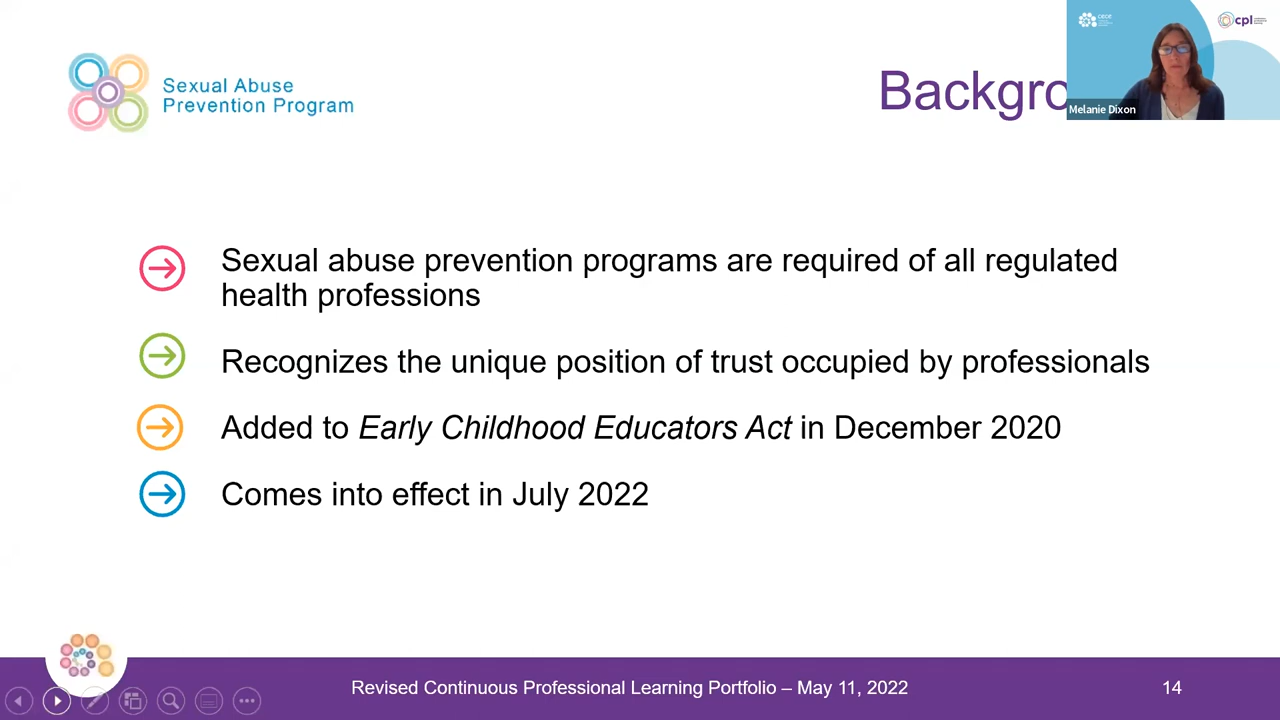 Sexual Abuse
Prevention Program
Backgro
CECE
cpl
Melanie Dixon
Sexual abuse prevention programs are required of all regulated
health professions
Recognizes the unique position of trust occupied by professionals
Added to Early Childhood Educators Act in December 2020
Comes into effect in July 2022
Revised Continuous Professional Learning Portfolio – May 11, 2022
14